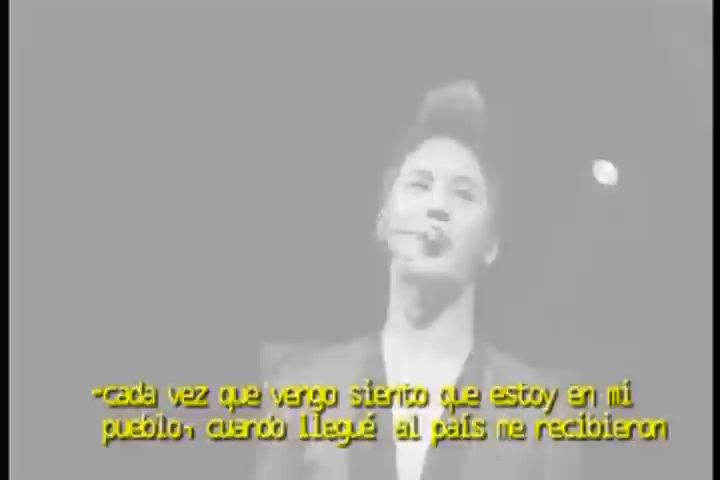 -cada vez que vengo siento que estoy en mi
pueblo, cuando llegué al país me recibieron